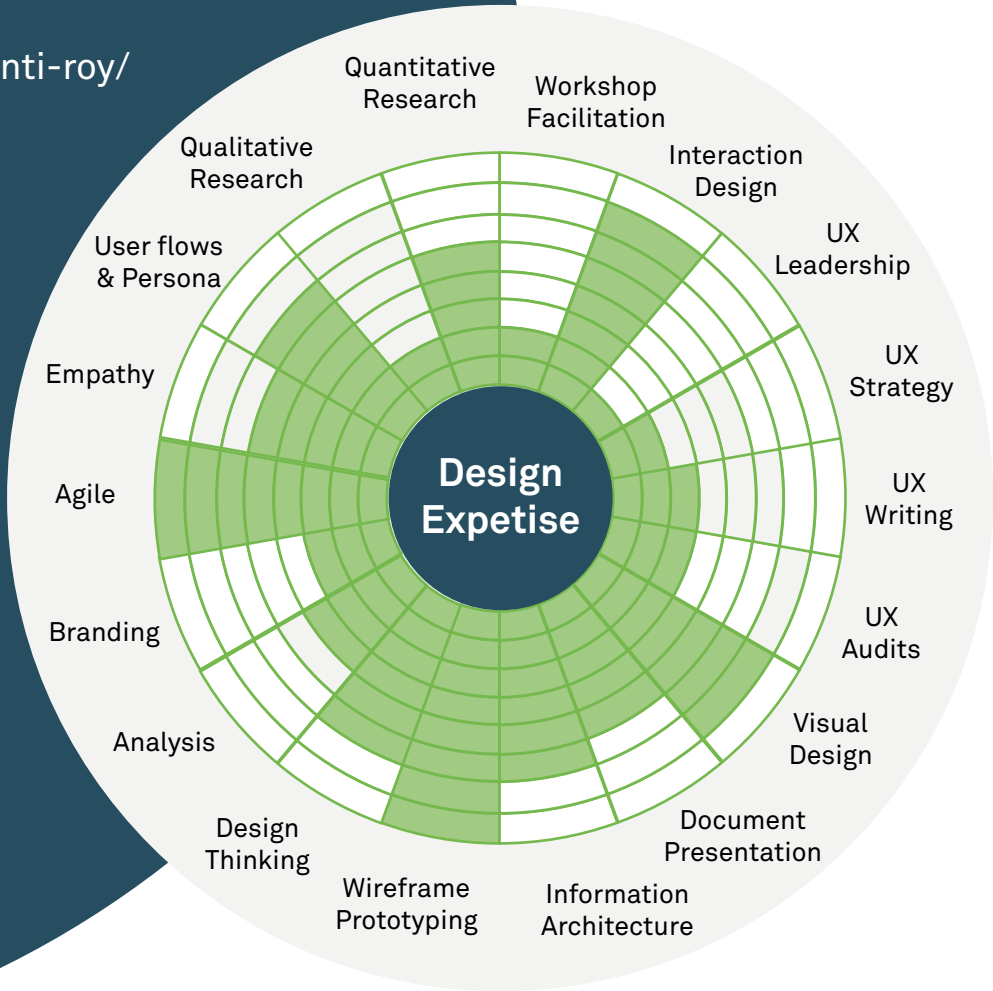 nti-roy/
Quantitative
Research
Workshop
Facilitation
Interaction
Design
UX
Leadership
UX
Strategy
UX
Writing
UX
Audits
Visual
Design
Document
Presentation
Information
Architecture
Wireframe
Prototyping
Design
Thinking
Analysis
Branding
Agile
Empathy
User flows
& Persona
Qualitative
Research
Design
Expetise